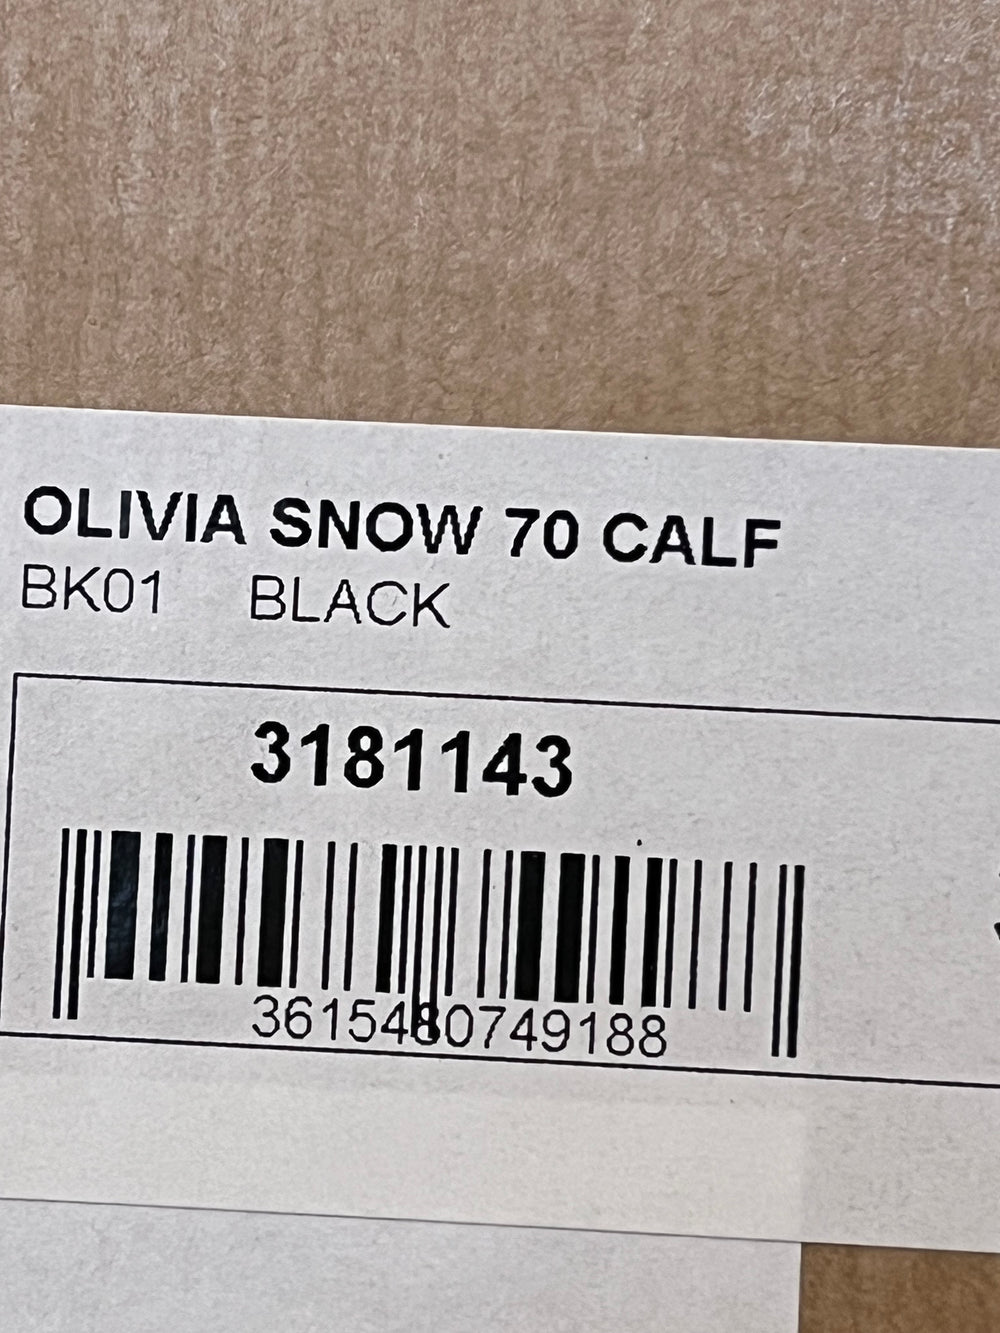 OLIVIA SNOW 70 CALF
BK01 BLACK
3181143
3615480749188